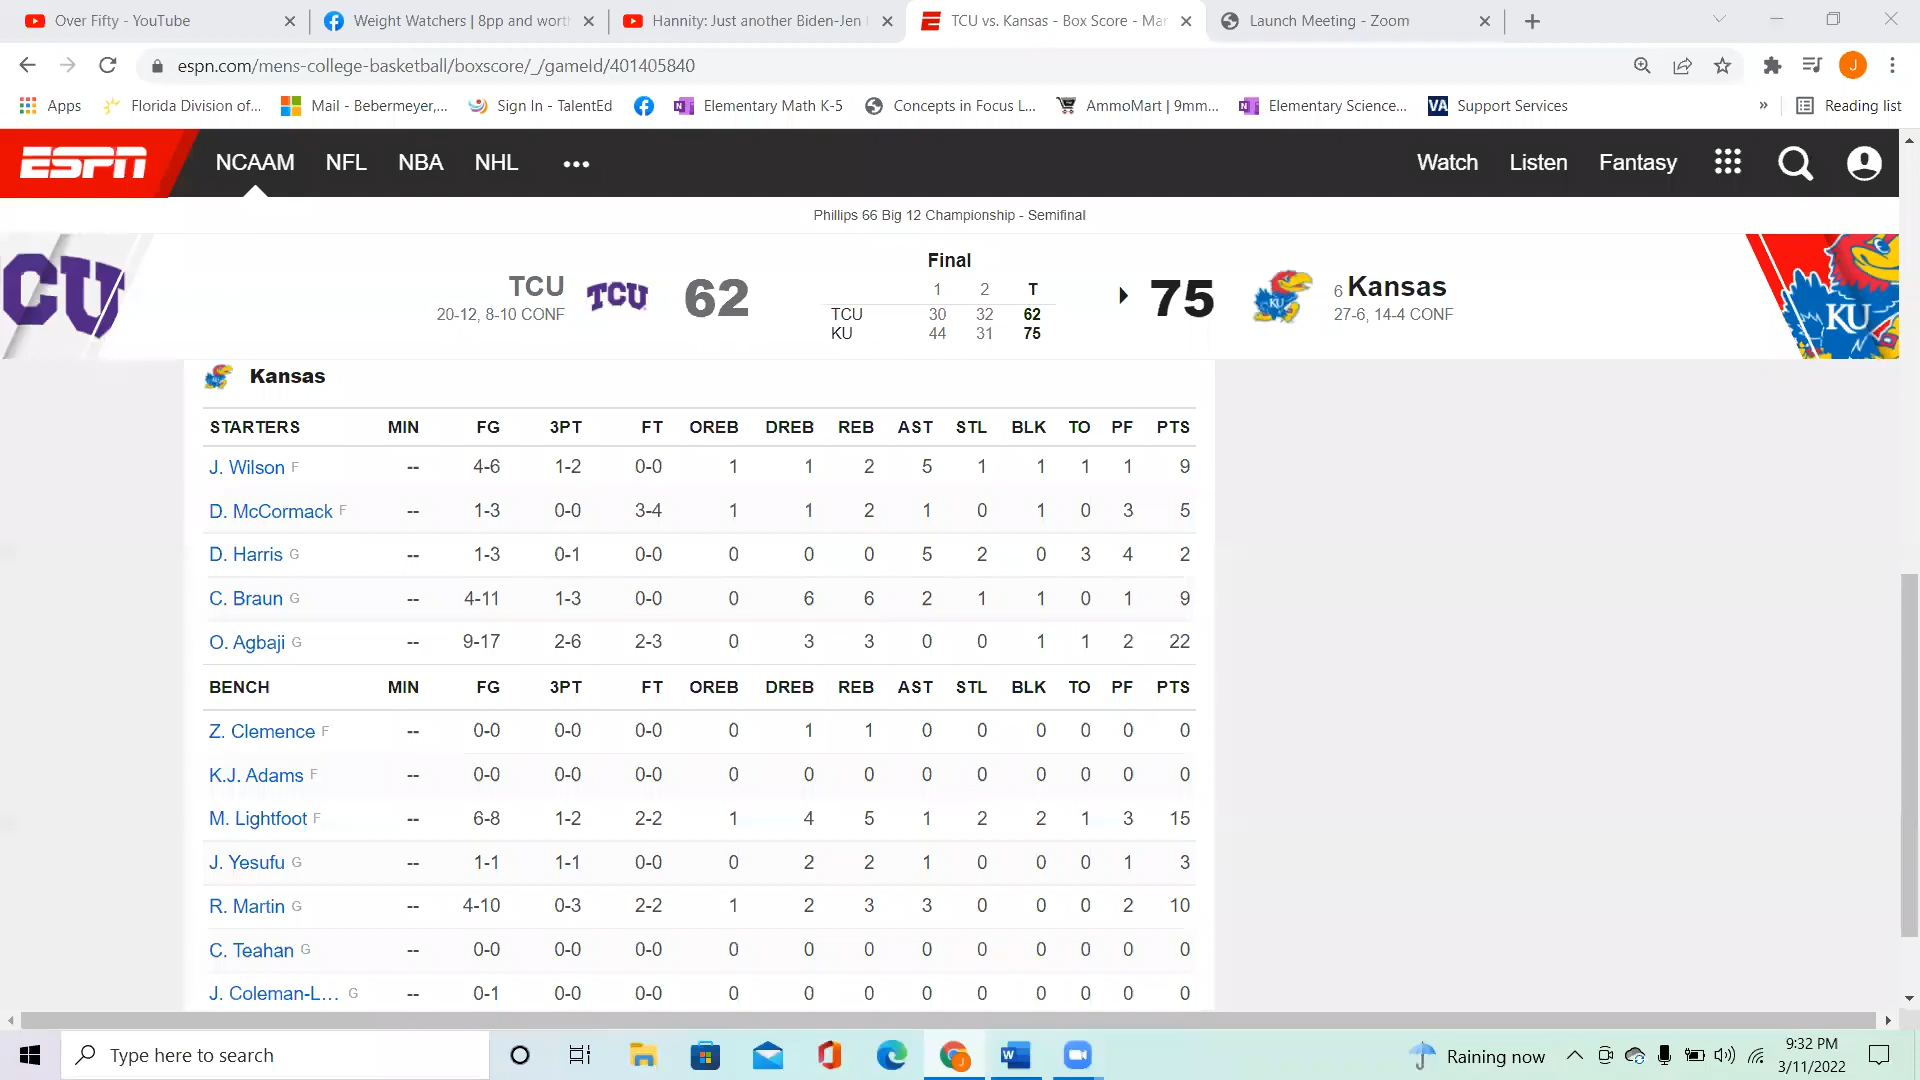 Over Fifty - YouTube
Weight Watchers | 8pp and worth
Hannity: Just another Biden-Jen
TCU vs. Kansas - Box Score - Mar
Launch Meeting - Zoom
espn.com/mens-college-basketball/boxscore/_/gameId/401405840
J
Apps
Florida Division of...
Mail - Bebermeyer,...
Sign In - TalentEd
Elementary Math K-5
Concepts in Focus L...
AmmoMart | 9mm...
Elementary Science...
VA Support Services
»
Reading list
ESPN NCAAM NFL NBA NHL ••• Watch Listen Fantasy
Phillips 66 Big 12 Championship - Semifinal
CU
TCU
20-12, 8-10 CONF
TCU
62
Final
1 2 T
TCU 30 32 62
KU 44 31 75
75
KU
6 Kansas
27-6, 14-4 CONF
KU
Kansas
STARTERS MIN FG 3PT FT OREB DREB REB AST STL BLK TO PF PTS
J. Wilson F -- 4-6 1-2 0-0 1 1 2 5 1 1 1 1 9
D. McCormack F -- 1-3 0-0 3-4 1 1 2 1 0 1 0 3 5
D. Harris G -- 1-3 0-1 0-0 0 0 0 5 2 0 3 4 2
C. Braun G -- 4-11 1-3 0-0 0 6 6 2 1 1 0 1 9
O. Agbaji G -- 9-17 2-6 2-3 0 3 3 0 0 1 1 2 22
BENCH MIN FG 3PT FT OREB DREB REB AST STL BLK TO PF PTS
Z. Clemence F -- 0-0 0-0 0-0 0 1 1 0 0 0 0 0 0
K.J. Adams F -- 0-0 0-0 0-0 0 0 0 0 0 0 0 0 0
M. Lightfoot F -- 6-8 1-2 2-2 1 4 5 1 2 2 1 3 15
J. Yesufu G -- 1-1 1-1 0-0 0 2 2 1 0 0 0 1 3
R. Martin G -- 4-10 0-3 2-2 1 2 3 3 0 0 0 2 10
C. Teahan G -- 0-0 0-0 0-0 0 0 0 0 0 0 0 0 0
J. Coleman-L... G -- 0-1 0-0 0-0 0 0 0 0 0 0 0 0 0
Type here to search
Raining now
9:32 PM
3/11/2022